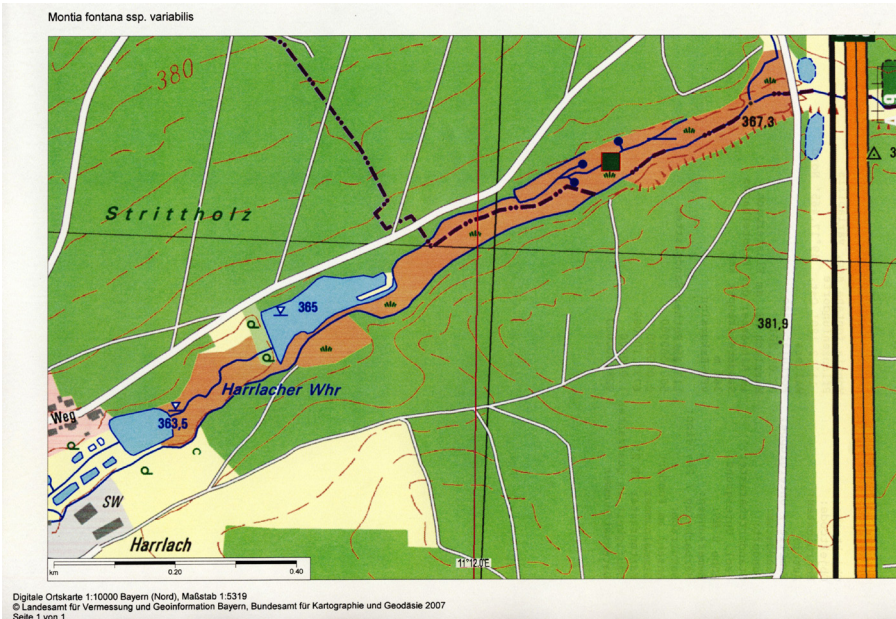 Montia fontana ssp. variabilis
380
367,3
3
Strittholz
365
381,9
Harrlacher Whr
Weg
363,5
SW
Harrlach
11°12'0"E
km
0.20
0.40
Digitale Ortskarte 1:10000 Bayern (Nord), Maßstab 1:5319
© Landesamt für Vermessung und Geoinformation Bayern, Bundesamt für Kartographie und Geodäsie 2007
Seite 1 von 1